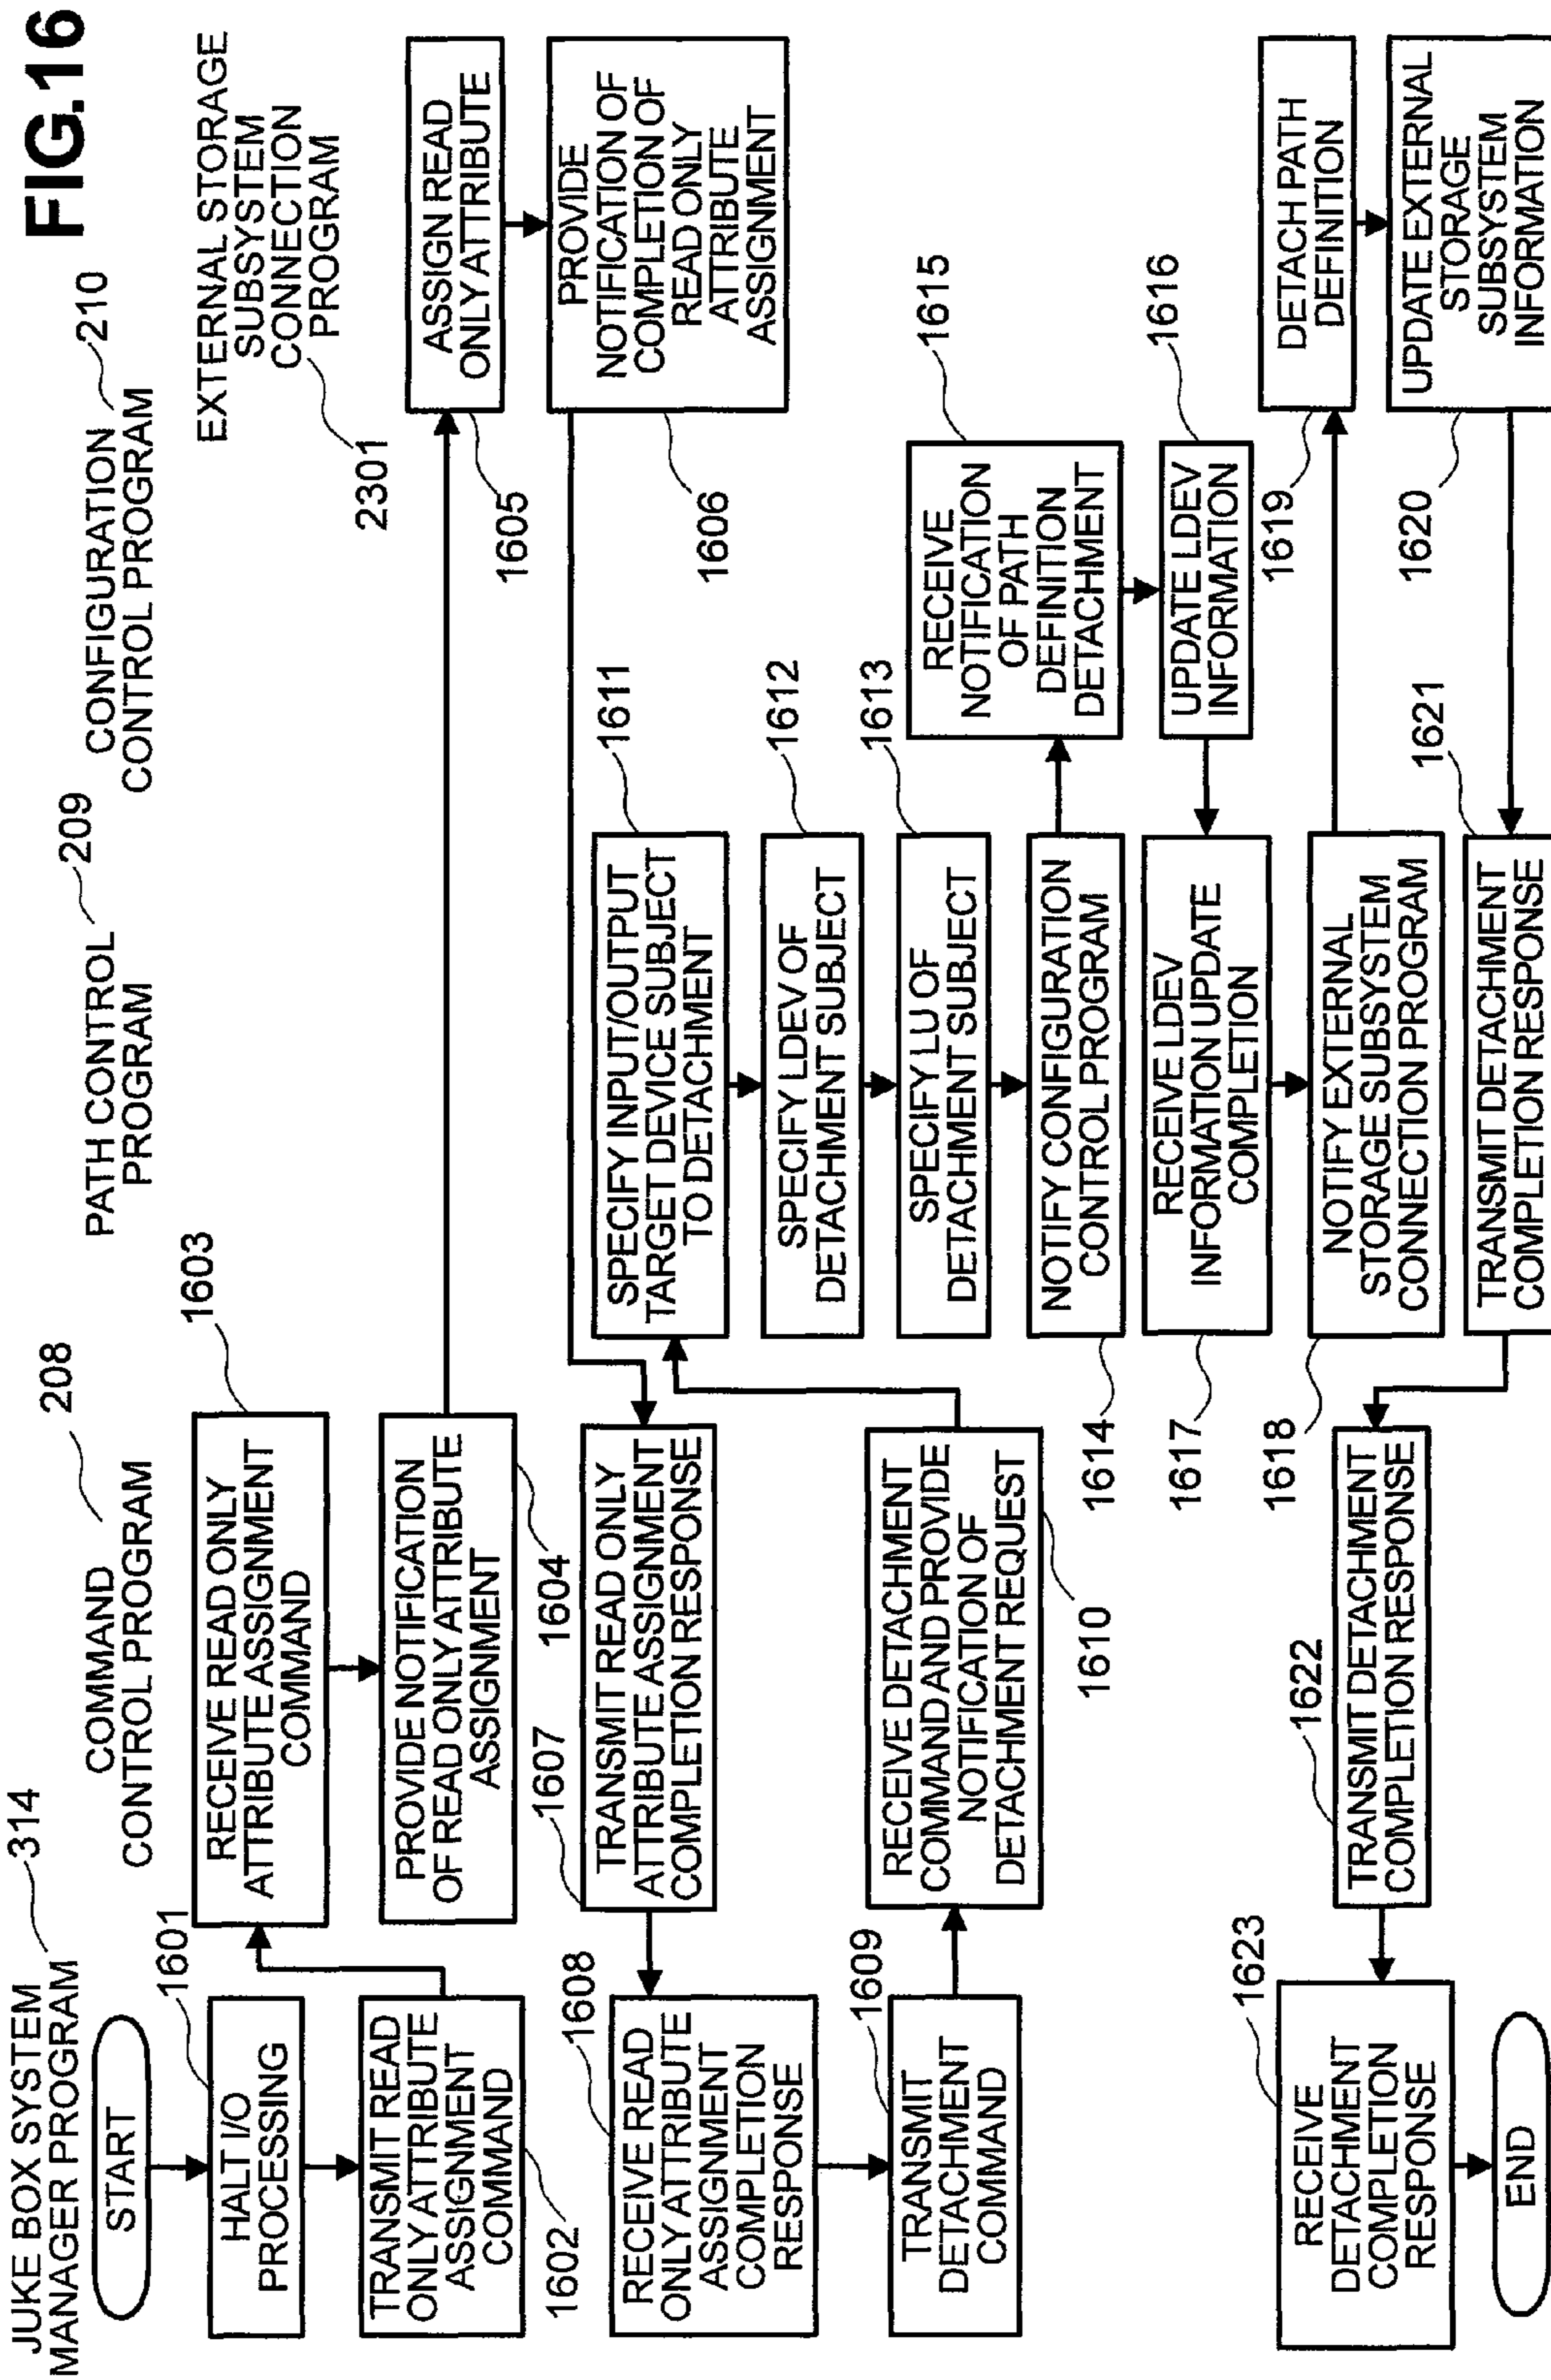 FIG.16
JUKE BOX SYSTEM
MANAGER PROGRAM
314
COMMAND
CONTROL PROGRAM
208
PATH CONTROL
PROGRAM
209
CONFIGURATION
CONTROL PROGRAM
210
EXTERNAL STORAGE
SUBSYSTEM
CONNECTION
PROGRAM
2301
START
HALT I/O
PROCESSING
1601
TRANSMIT READ
ONLY ATTRIBUTE
ASSIGNMENT
COMMAND
1602
RECEIVE READ ONLY
ATTRIBUTE ASSIGNMENT
COMMAND
1603
PROVIDE NOTIFICATION
OF READ ONLY ATTRIBUTE
ASSIGNMENT
1604
ASSIGN READ
ONLY ATTRIBUTE
1605
PROVIDE
NOTIFICATION OF
COMPLETION OF
READ ONLY
ATTRIBUTE
ASSIGNMENT
1606
TRANSMIT READ ONLY
ATTRIBUTE ASSIGNMENT
COMPLETION RESPONSE
1607
RECEIVE READ
ONLY ATTRIBUTE
ASSIGNMENT
COMPLETION
RESPONSE
1608
TRANSMIT
DETACHMENT
COMMAND
1609
RECEIVE DETACHMENT
COMMAND AND PROVIDE
NOTIFICATION OF
DETACHMENT REQUEST
1610
SPECIFY INPUT/OUTPUT
TARGET DEVICE SUBJECT
TO DETACHMENT
1611
SPECIFY LDEV OF
DETACHMENT SUBJECT
1612
SPECIFY LU OF
DETACHMENT SUBJECT
1613
NOTIFY CONFIGURATION
CONTROL PROGRAM
1614
RECEIVE
NOTIFICATION
OF PATH
DEFINITION
DETACHMENT
1615
UPDATE LDEV
INFORMATION
1616
RECEIVE LDEV
INFORMATION UPDATE
COMPLETION
1617
NOTIFY EXTERNAL
STORAGE SUBSYSTEM
CONNECTION PROGRAM
1618
DETACH PATH
DEFINITION
1619
UPDATE EXTERNAL
STORAGE
SUBSYSTEM
INFORMATION
1620
TRANSMIT DETACHMENT
COMPLETION RESPONSE
1621
TRANSMIT DETACHMENT
COMPLETION RESPONSE
1622
RECEIVE
DETACHMENT
COMPLETION
RESPONSE
1623
END